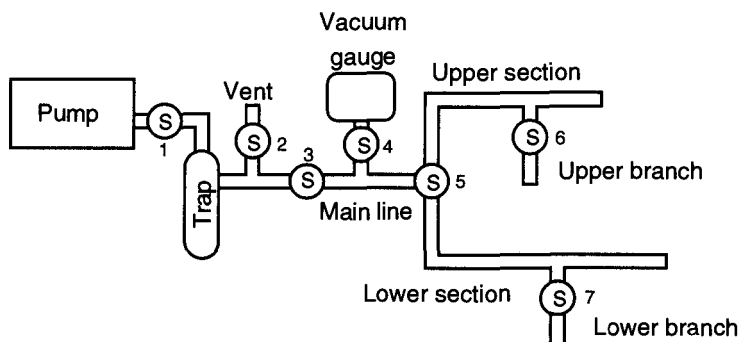 Vacuum
gauge
Upper section
Pump
Vent
S
1
S
2
S
4
S
6
Upper branch
3
S
S
5
Main line
Trap
Lower section
S
7
Lower branch